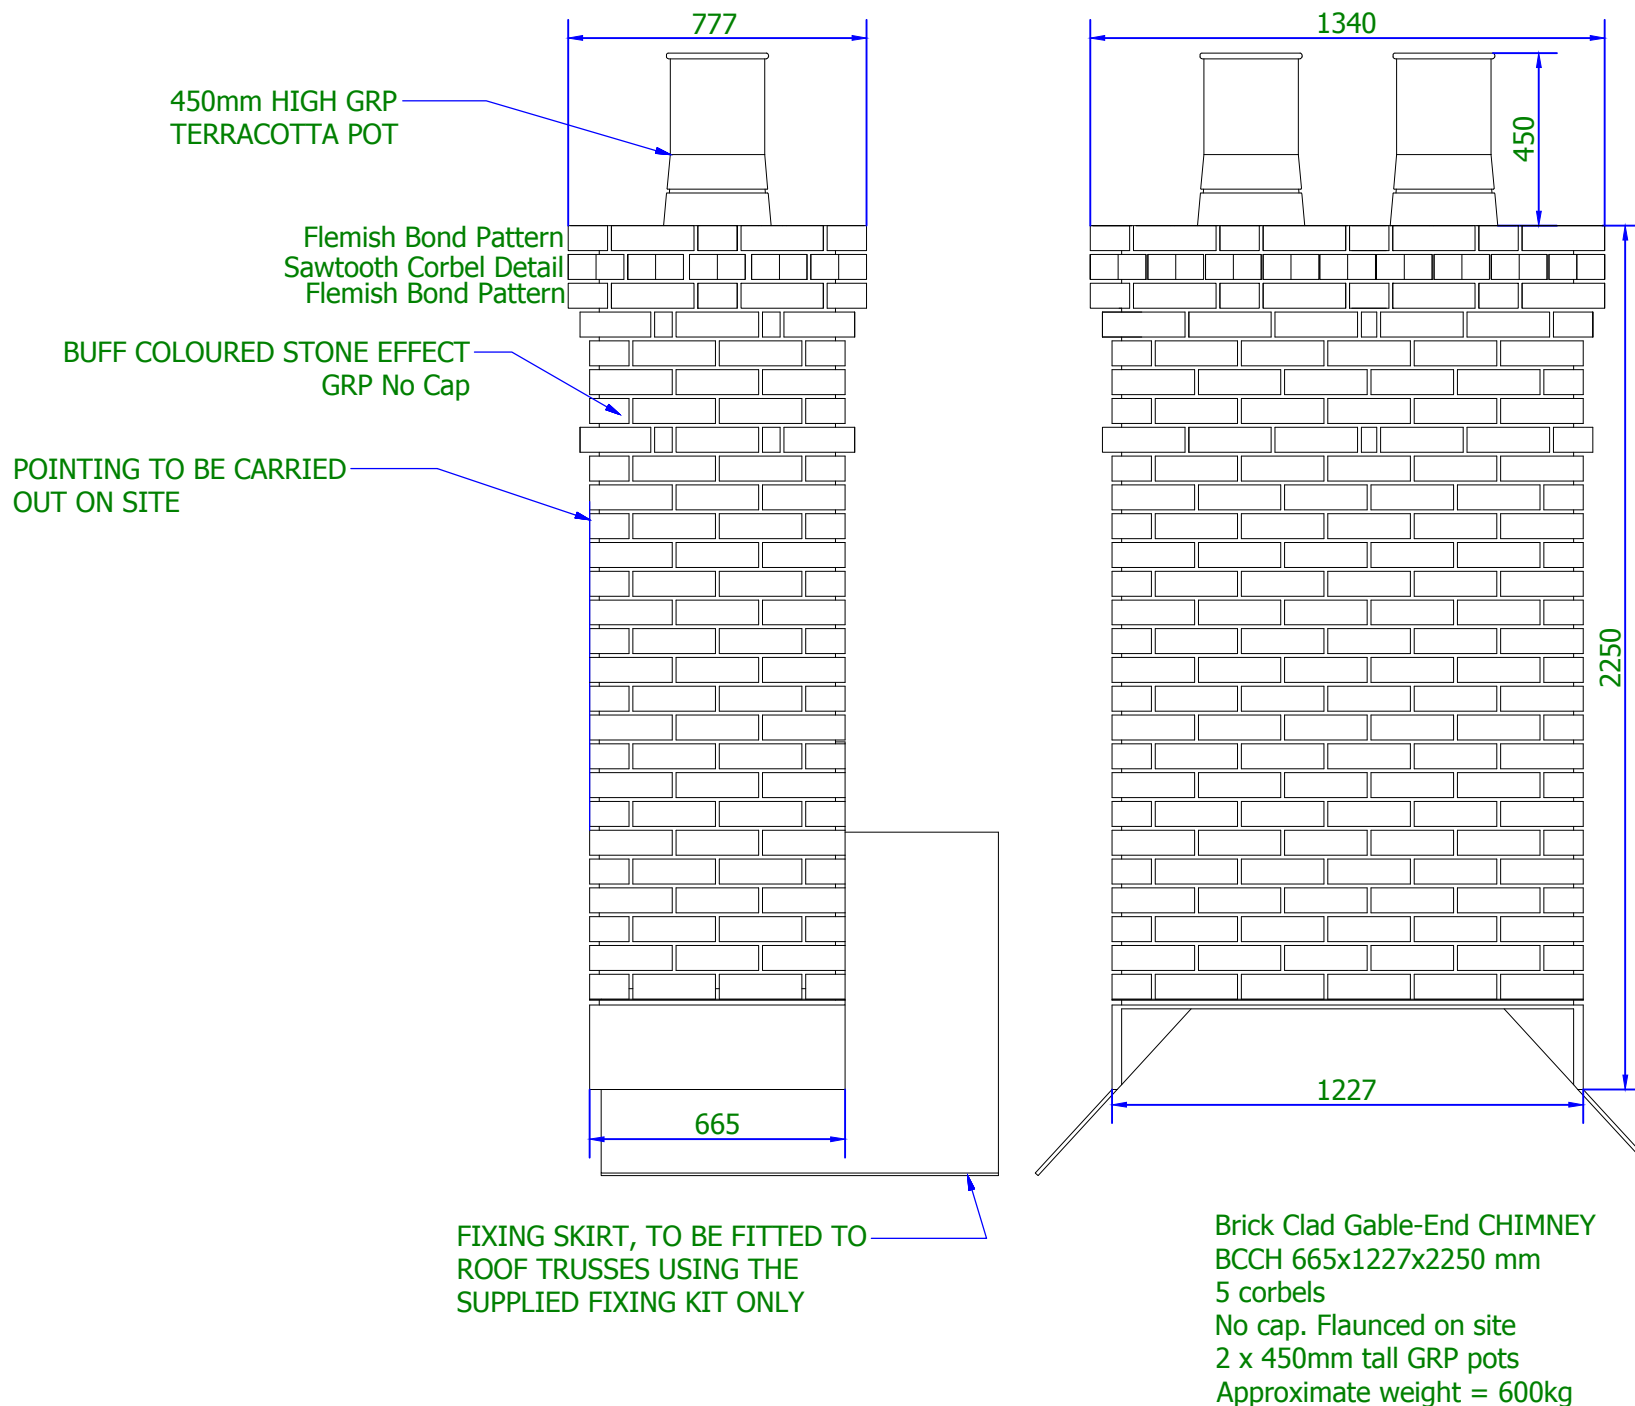 777
1340
450mm HIGH GRP
TERRACOTTA POT
450
Flemish Bond Pattern
Sawtooth Corbel Detail
Flemish Bond Pattern
BUFF COLOURED STONE EFFECT
GRP No Cap
POINTING TO BE CARRIED
OUT ON SITE
2250
665
1227
FIXING SKIRT, TO BE FITTED TO
ROOF TRUSSES USING THE
SUPPLIED FIXING KIT ONLY
Brick Clad Gable-End CHIMNEY
BCCH 665x1227x2250 mm
5 corbels
No cap. Flaunced on site
2 x 450mm tall GRP pots
Approximate weight = 600kg